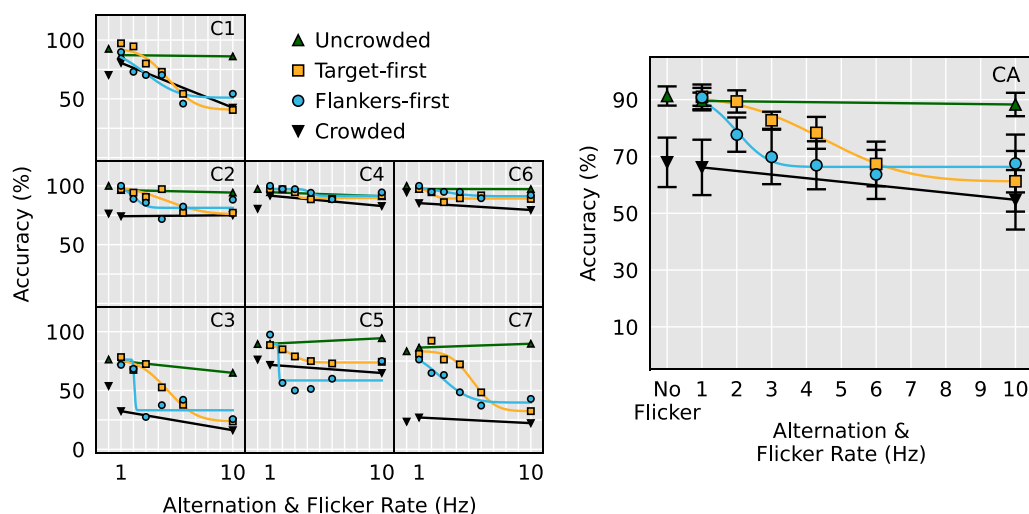 C1
100
50
Uncrowded
Target-first
Flankers-first
Crowded
C2
C4
C6
100
50
C3
C5
C7
100
50
0
1
10
1
10
1
10
Accuracy (%)
Alternation & Flicker Rate (Hz)
CA
90
70
50
30
10
Accuracy (%)
No
Flicker
1 2 3 4 5 6 7 8 9 10
Alternation &
Flicker Rate (Hz)